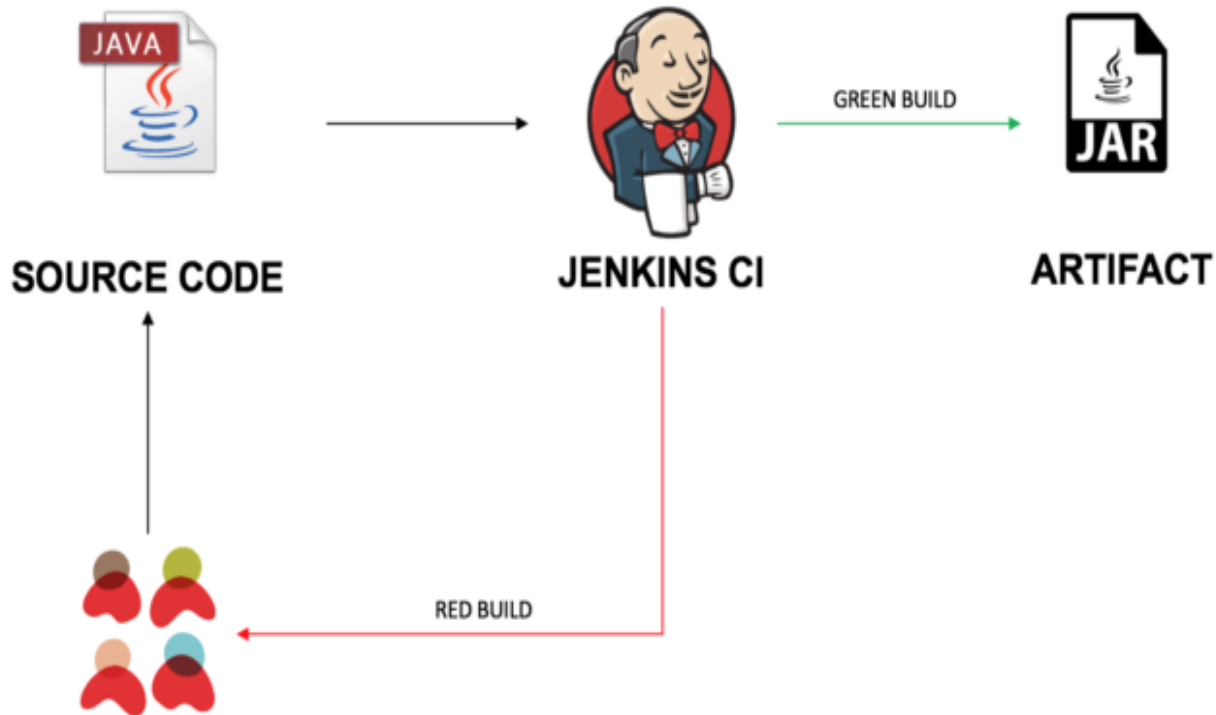 JAVA
GREEN BUILD
JAR
SOURCE CODE
JENKINS CI
ARTIFACT
RED BUILD